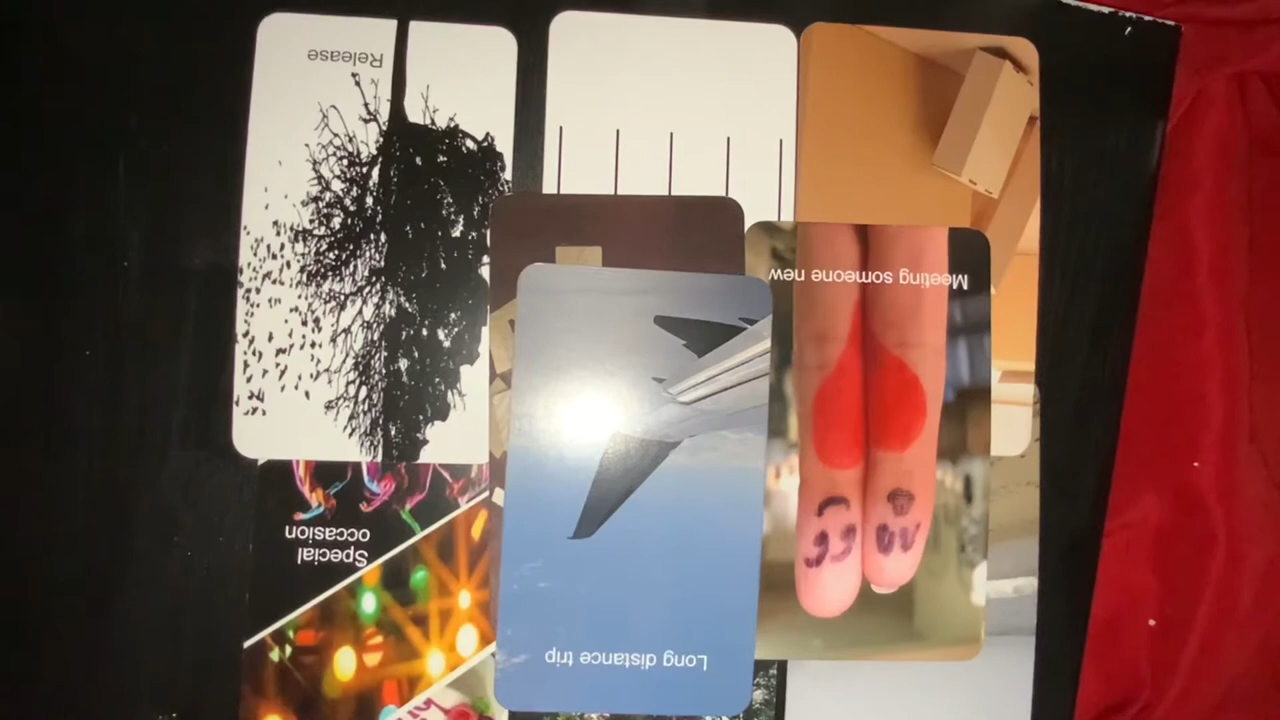 Release
Meeting someone new
Special
occasion
Long distance trip